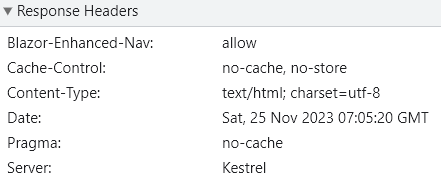 Response Headers
Blazor-Enhanced-Nav: allow
Cache-Control: no-cache, no-store
Content-Type: text/html; charset=utf-8
Date: Sat, 25 Nov 2023 07:05:20 GMT
Pragma: no-cache
Server: Kestrel